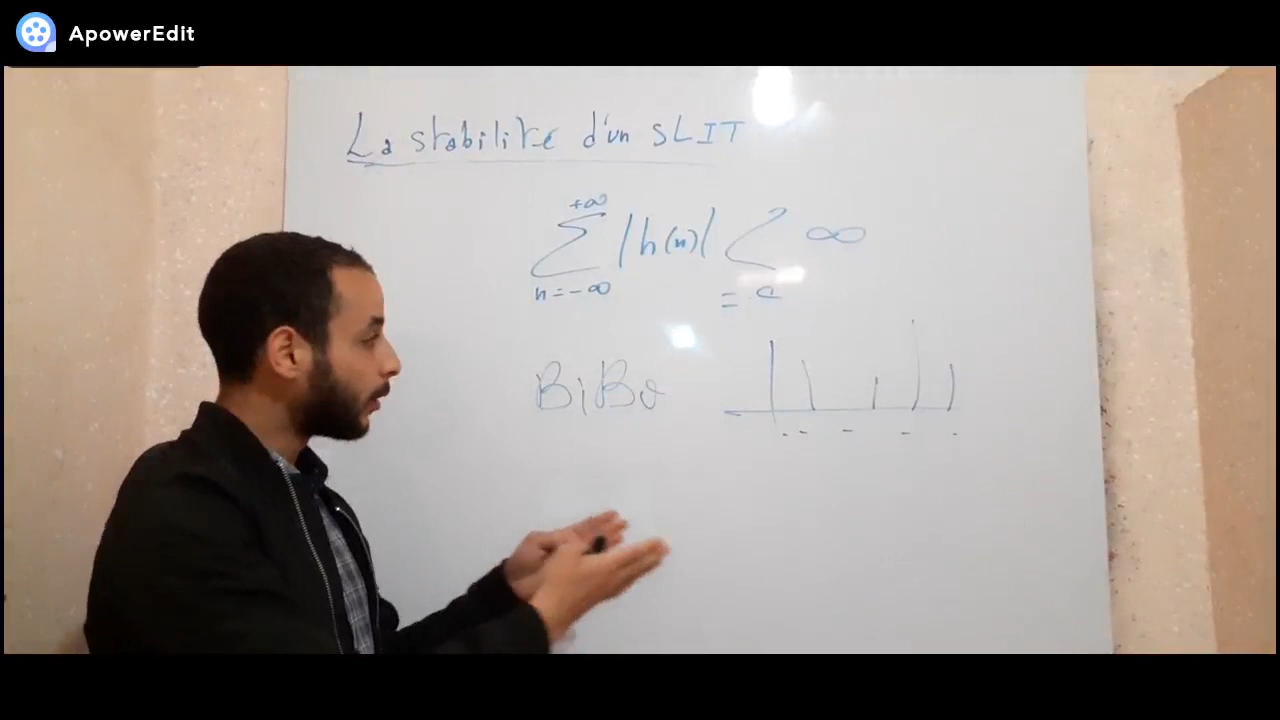 ApowerEdit
La stabilité d'un SLIT
+∞
∑ |h(n)| < ∞
n=-∞
BiBo